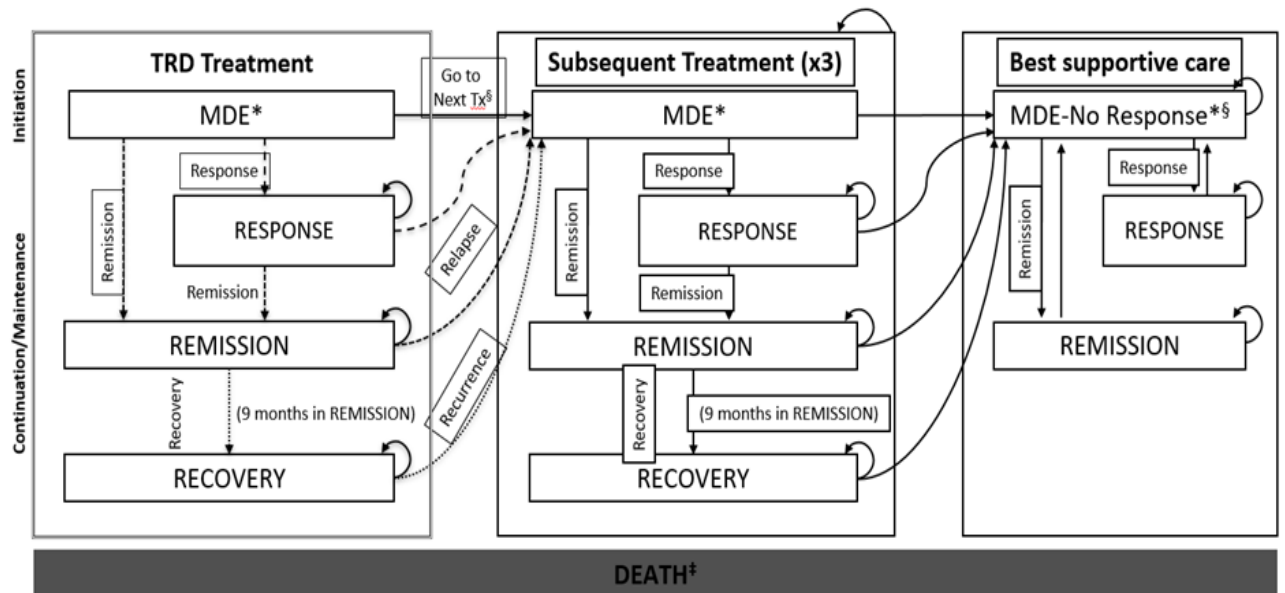 TRD Treatment
Subsequent Treatment (x3)
Best supportive care
Initiation
Continuation/Maintenance
MDE*
Go to
Next Tx§
MDE*
MDE-No Response*§
Response
RESPONSE
Remission
Remission
REMISSION
Recovery
(9 months in REMISSION)
RECOVERY
Relapse
Recurrence
Response
RESPONSE
Remission
Remission
REMISSION
Recovery
(9 months in REMISSION)
RECOVERY
Response
RESPONSE
Remission
REMISSION
DEATH‡